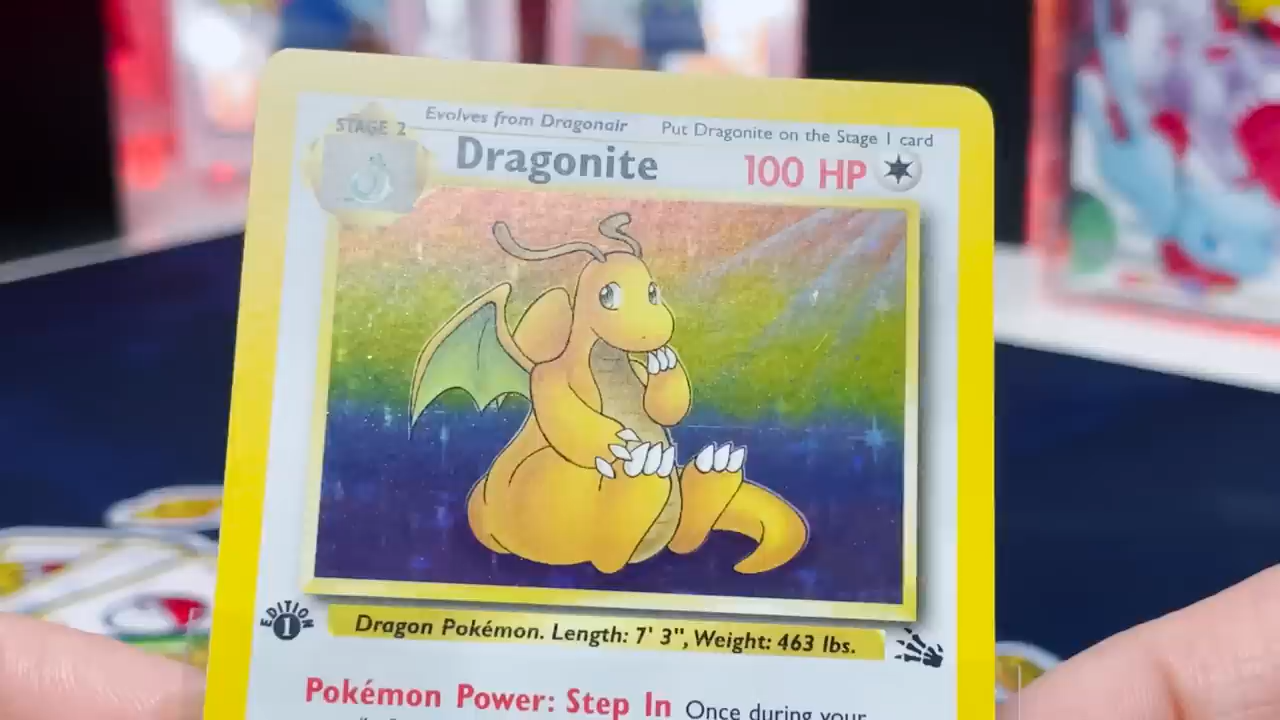 Evolves from Dragonair
Put Dragonite on the Stage 1 card
STAGE 2
Dragonite
100 HP
EDITION
1
Dragon Pokémon. Length: 7' 3", Weight: 463 lbs.
Pokémon Power: Step In Once during your